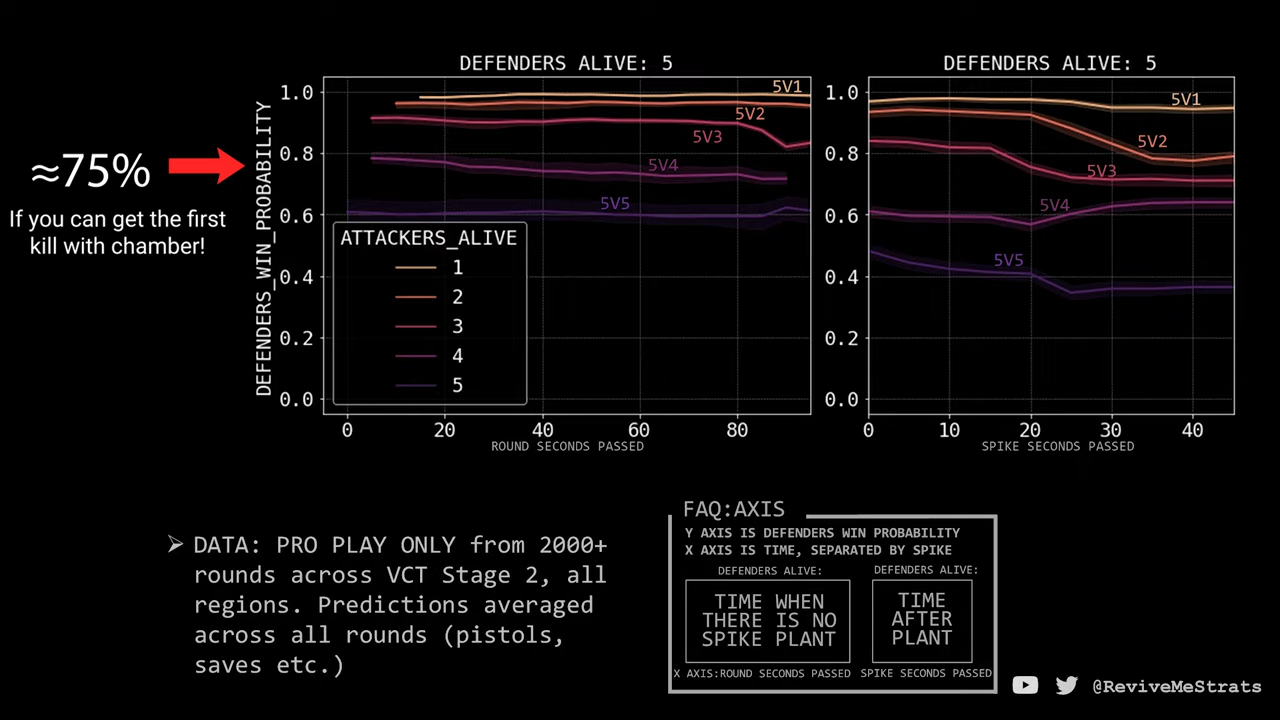 ≈75%
If you can get the first
kill with chamber!
DEFENDERS_WIN_PROBABILITY
DEFENDERS ALIVE: 5
1.0
0.8
0.6
0.4
0.2
0.0
5V1
5V2
5V3
5V4
5V5
ATTACKERS_ALIVE
1
2
3
4
5
0 20 40 60 80
ROUND SECONDS PASSED
DEFENDERS ALIVE: 5
1.0
0.8
0.6
0.4
0.2
0.0
5V1
5V2
5V3
5V4
5V5
0 10 20 30 40
SPIKE SECONDS PASSED
➢ DATA: PRO PLAY ONLY from 2000+
rounds across VCT Stage 2, all
regions. Predictions averaged
across all rounds (pistols,
saves etc.)
FAQ:AXIS
Y AXIS IS DEFENDERS WIN PROBABILITY
X AXIS IS TIME, SEPARATED BY SPIKE
DEFENDERS ALIVE:
TIME WHEN
THERE IS NO
SPIKE PLANT
X AXIS:ROUND SECONDS PASSED
DEFENDERS ALIVE:
TIME
AFTER
PLANT
SPIKE SECONDS PASSED
@ReviveMeStrats